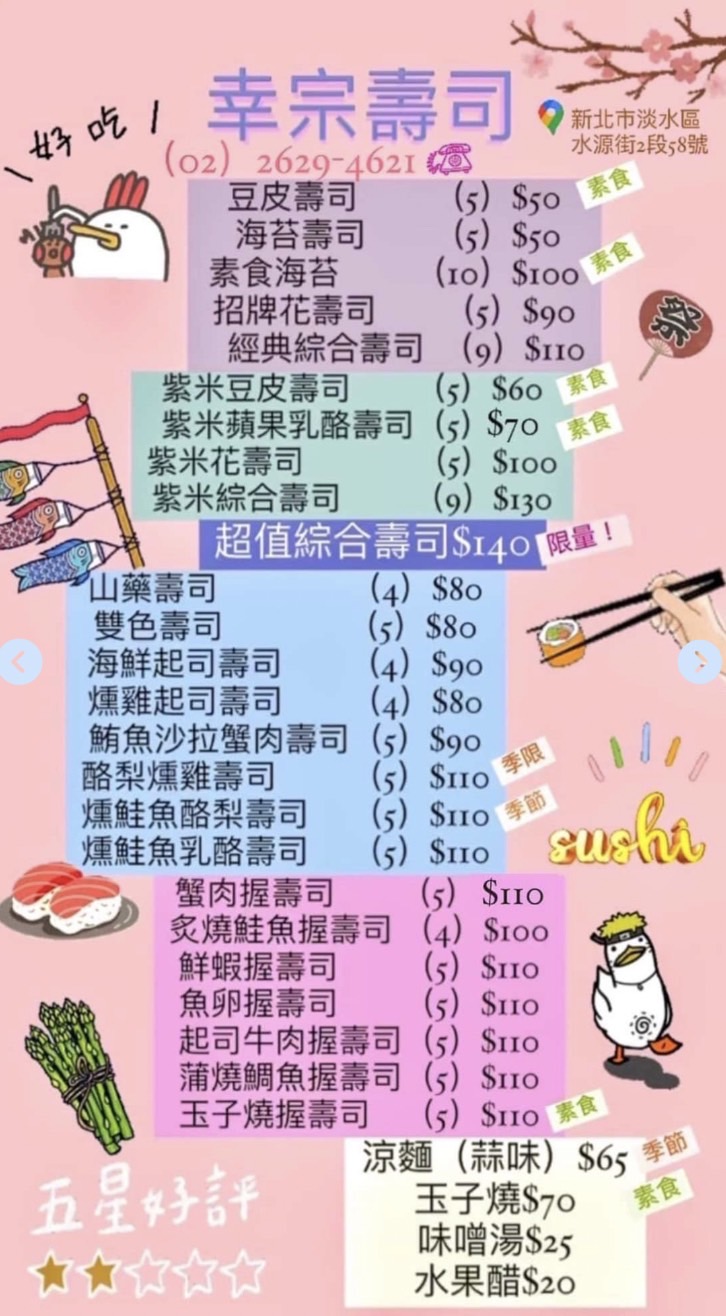 幸宗壽司
\好吃/
新北市淡水區
水源街2段58號
(02) 2629-4621
豆皮壽司 (5) $50 素食
海苔壽司 (5) $50
素食海苔 (10) $100 素食
招牌花壽司 (5) $90
經典綜合壽司 (9) $110
祭
紫米豆皮壽司 (5) $60 素食
紫米蘋果乳酪壽司 (5) $70 素食
紫米花壽司 (5) $100
紫米綜合壽司 (9) $130
超值綜合壽司$140 限量！
山藥壽司 (4) $80
雙色壽司 (5) $80
海鮮起司壽司 (4) $90
燻雞起司壽司 (4) $80
鮪魚沙拉蟹肉壽司 (5) $90
酪梨燻雞壽司 (5) $110 季限
燻鮭魚酪梨壽司 (5) $110 季節
燻鮭魚乳酪壽司 (5) $110
sushi
蟹肉握壽司 (5) $110
炙燒鮭魚握壽司 (4) $100
鮮蝦握壽司 (5) $110
魚卵握壽司 (5) $110
起司牛肉握壽司 (5) $110
蒲燒鯛魚握壽司 (5) $110
玉子燒握壽司 (5) $110 素食
涼麵（蒜味）$65 季節
玉子燒$70 素食
味噌湯$25
水果醋$20
五星好評